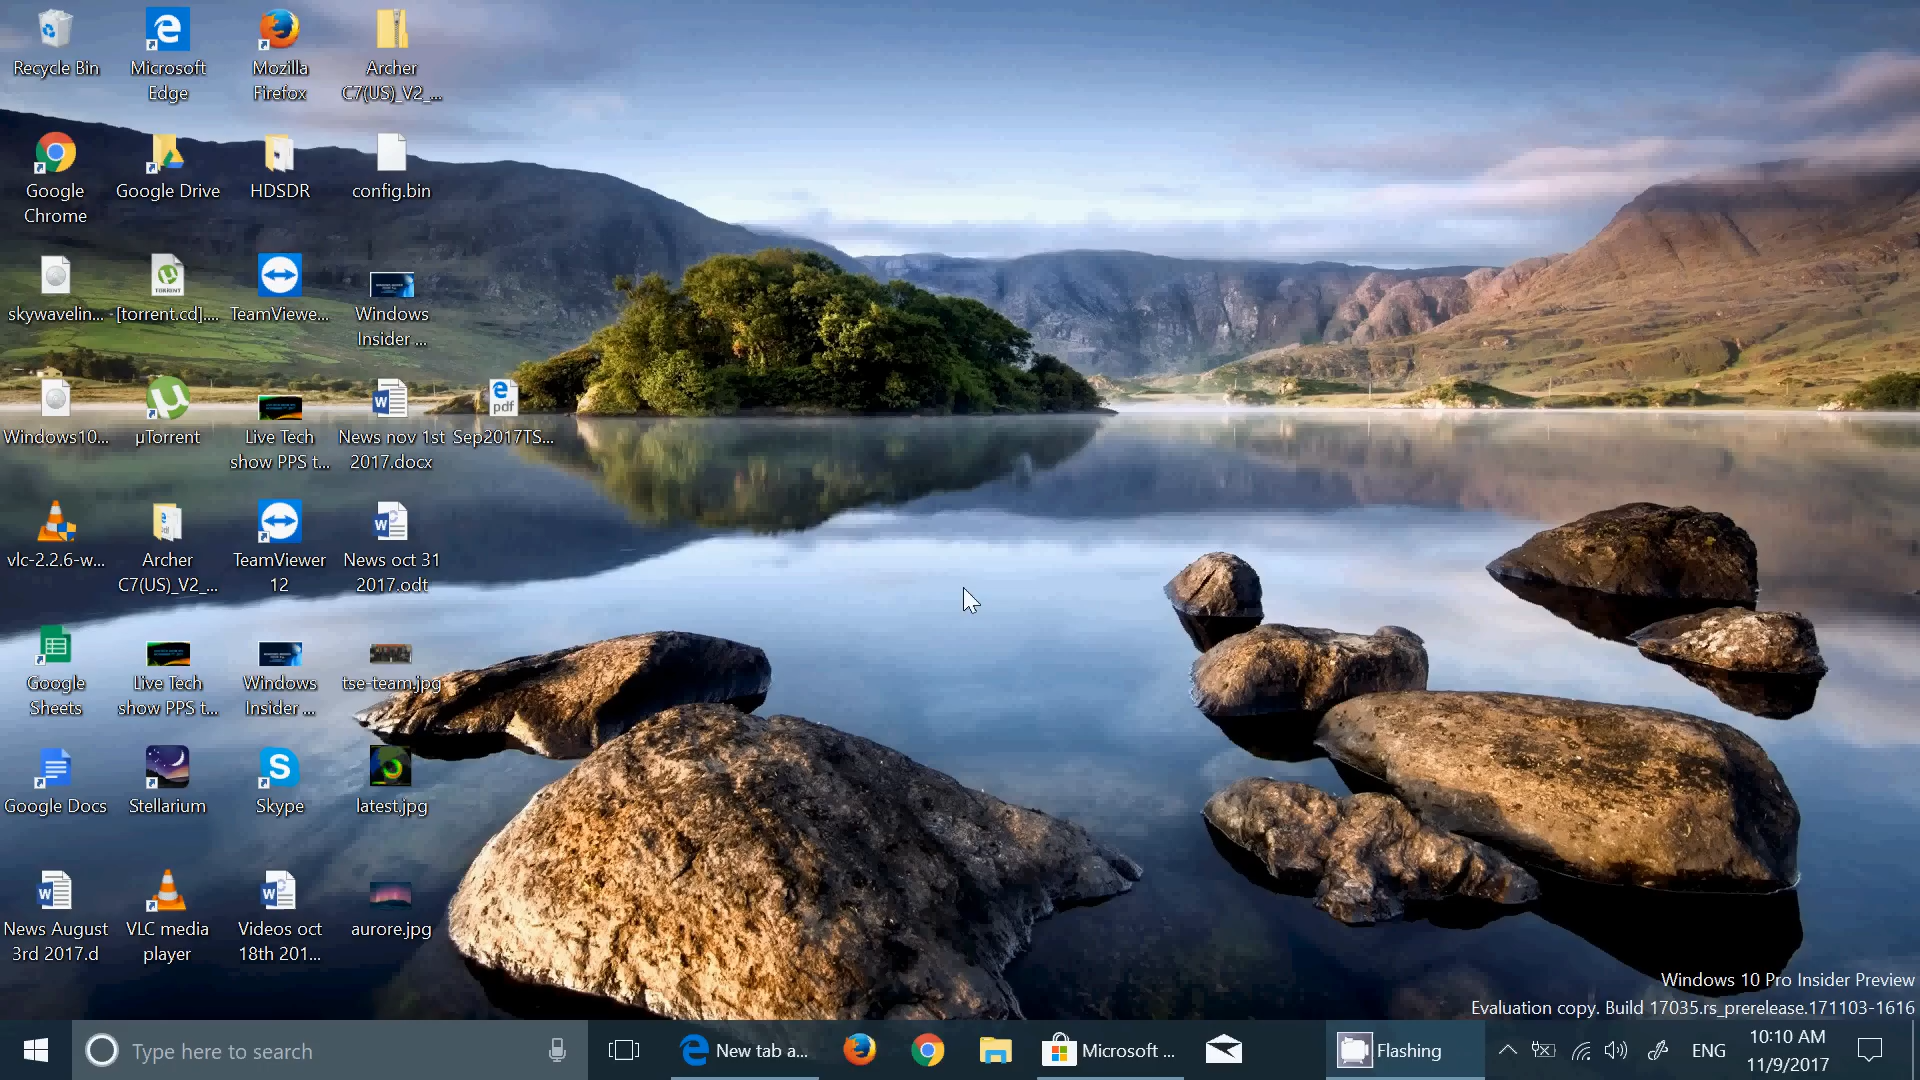 Recycle Bin
Microsoft
Edge
Mozilla
Firefox
Archer
C7(US)_V2_...
Google
Chrome
Google Drive
HDSDR
config.bin
skywavelin...
[torrent.cd]....
TORRENT
TeamViewe...
Windows
Insider ...
Windows10...
µTorrent
Live Tech
show PPS t...
News nov 1st
2017.docx
pdf
Sep2017TS...
vlc-2.2.6-w...
Archer
C7(US)_V2_...
TeamViewer
12
News oct 31
2017.odt
Google
Sheets
Live Tech
show PPS t...
Windows
Insider ...
tse-team.jpg
Google Docs
Stellarium
Skype
latest.jpg
News August
3rd 2017.d
VLC media
player
Videos oct
18th 201...
aurore.jpg
Windows 10 Pro Insider Preview
Evaluation copy. Build 17035.rs_prerelease.171103-1616
Type here to search
New tab a...
Microsoft ...
Flashing
ENG
10:10 AM
11/9/2017